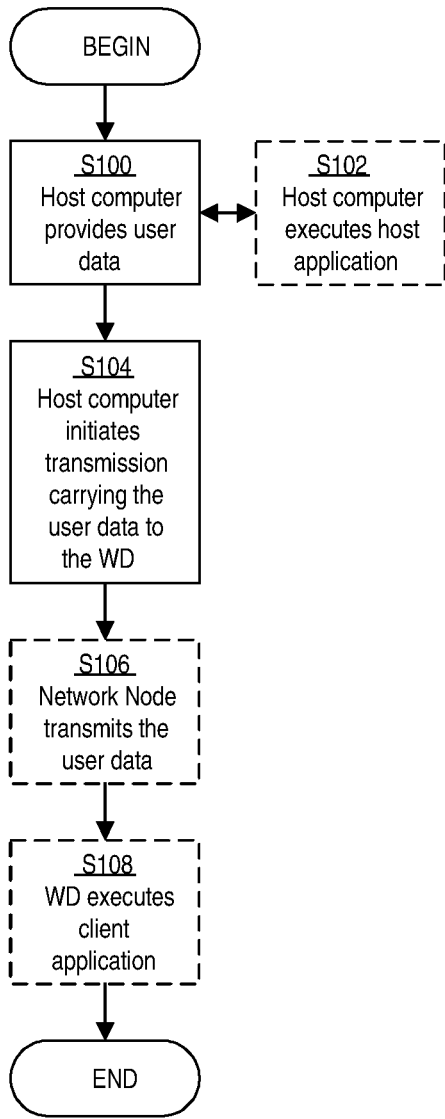 BEGIN
S100
Host computer
provides user
data
S102
Host computer
executes host
application
S104
Host computer
initiates
transmission
carrying the
user data to
the WD
S106
Network Node
transmits the
user data
S108
WD executes
client
application
END